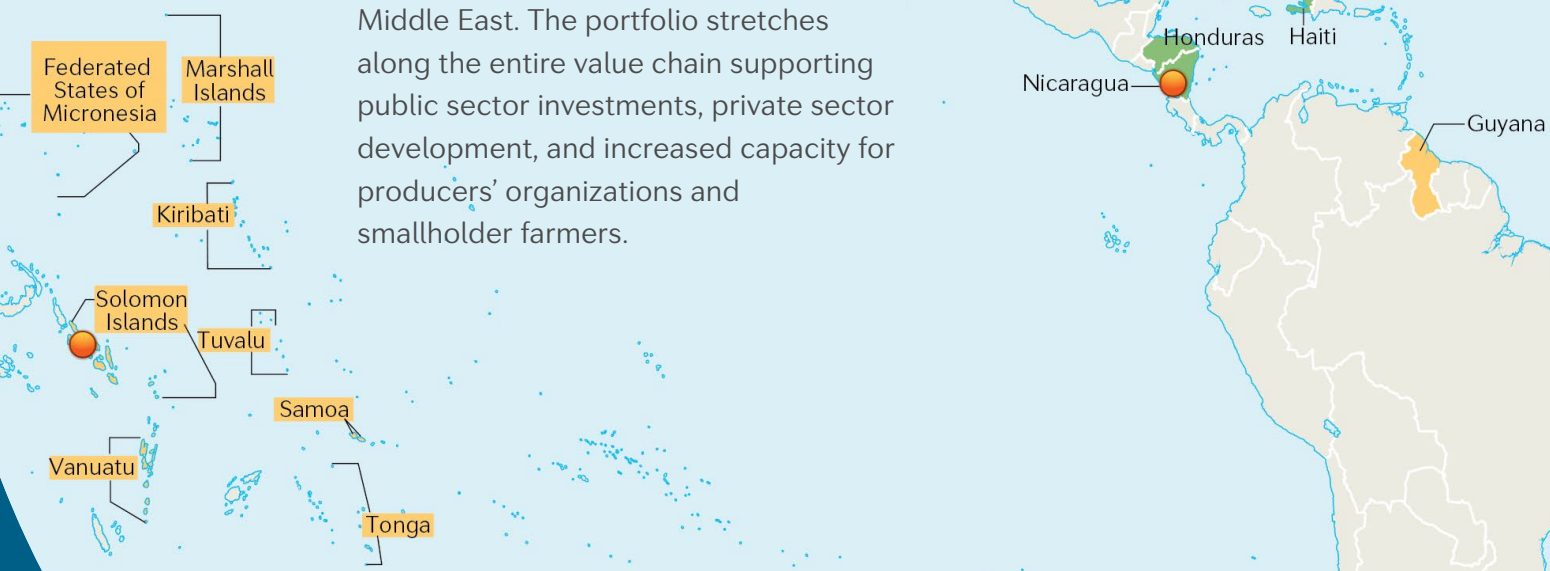 Middle East. The portfolio stretches
along the entire value chain supporting
public sector investments, private sector
development, and increased capacity for
producers’ organizations and
smallholder farmers.
Federated
States of
Micronesia
Marshall
Islands
Kiribati
Solomon
Islands
Tuvalu
Samoa
Vanuatu
Tonga
Honduras
Haiti
Nicaragua
Guyana